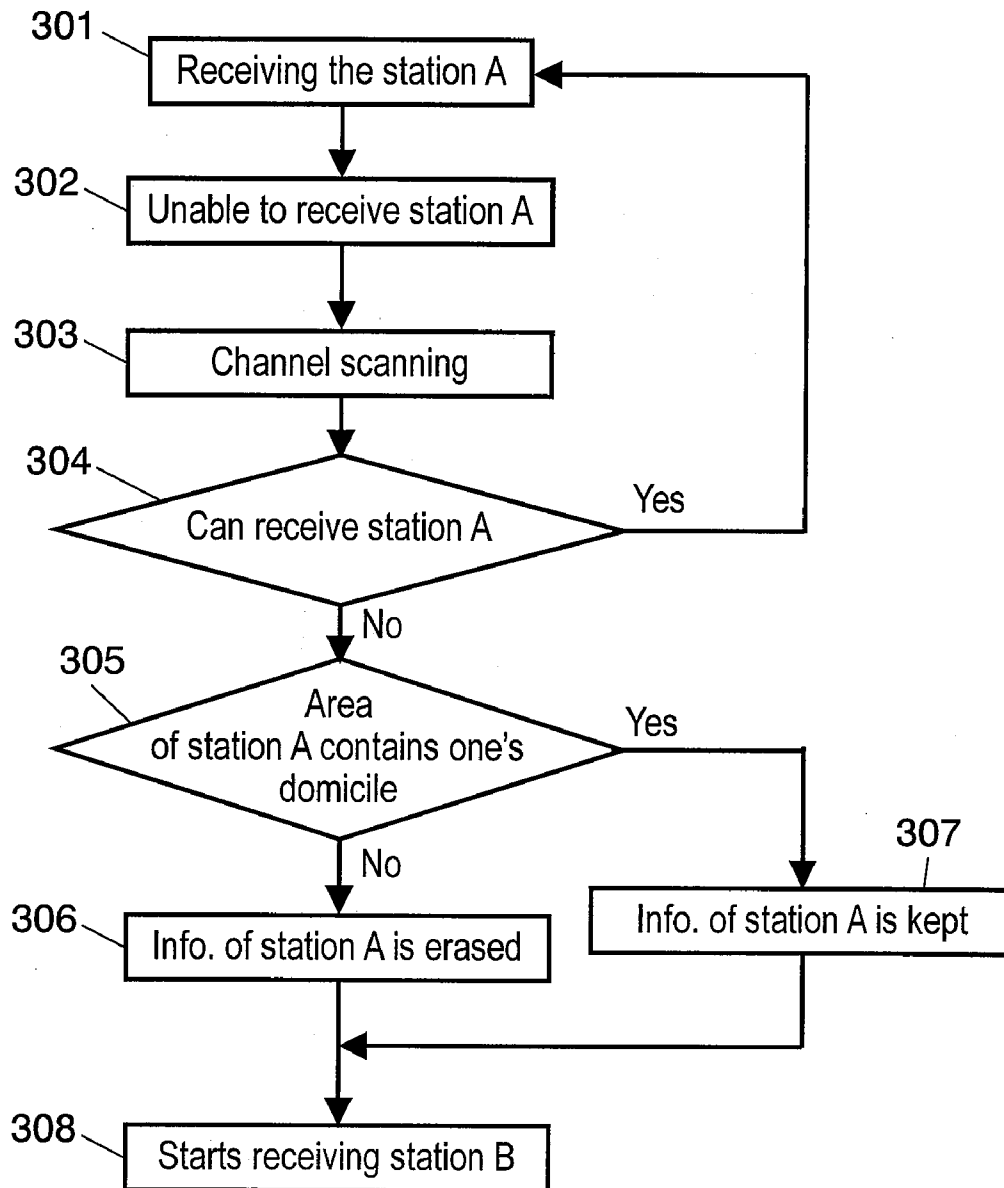 301
Receiving the station A
302
Unable to receive station A
303
Channel scanning
304
Can receive station A
Yes
No
305
Area
of station A contains one's
domicile
Yes
No
307
Info. of station A is kept
306
Info. of station A is erased
308
Starts receiving station B